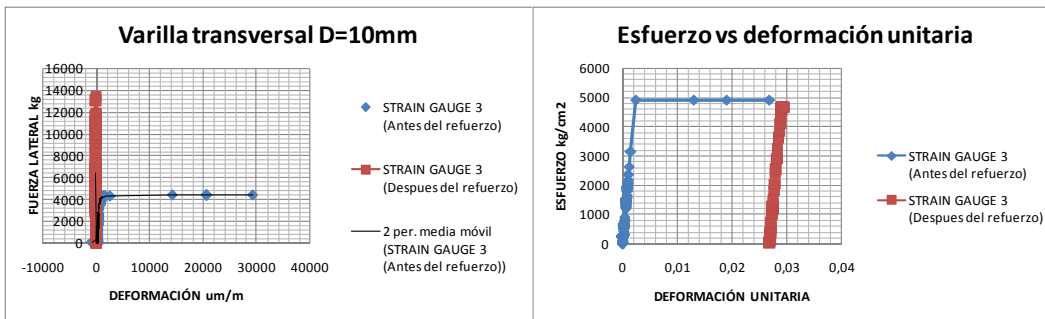 Varilla transversal D=10mm
FUERZA LATERAL kg
16000
14000
12000
10000
8000
6000
4000
2000
0
-10000 0 10000 20000 30000 40000
DEFORMACIÓN um/m
STRAIN GAUGE 3
(Antes del refuerzo)
STRAIN GAUGE 3
(Despues del refuerzo)
2 per. media móvil
(STRAIN GAUGE 3
(Antes del refuerzo))
Esfuerzo vs deformación unitaria
ESFUERZO kg/cm2
6000
5000
4000
3000
2000
1000
0
0 0,01 0,02 0,03 0,04
DEFORMACIÓN UNITARIA
STRAIN GAUGE 3
(Antes del refuerzo)
STRAIN GAUGE 3
(Despues del refuerzo)